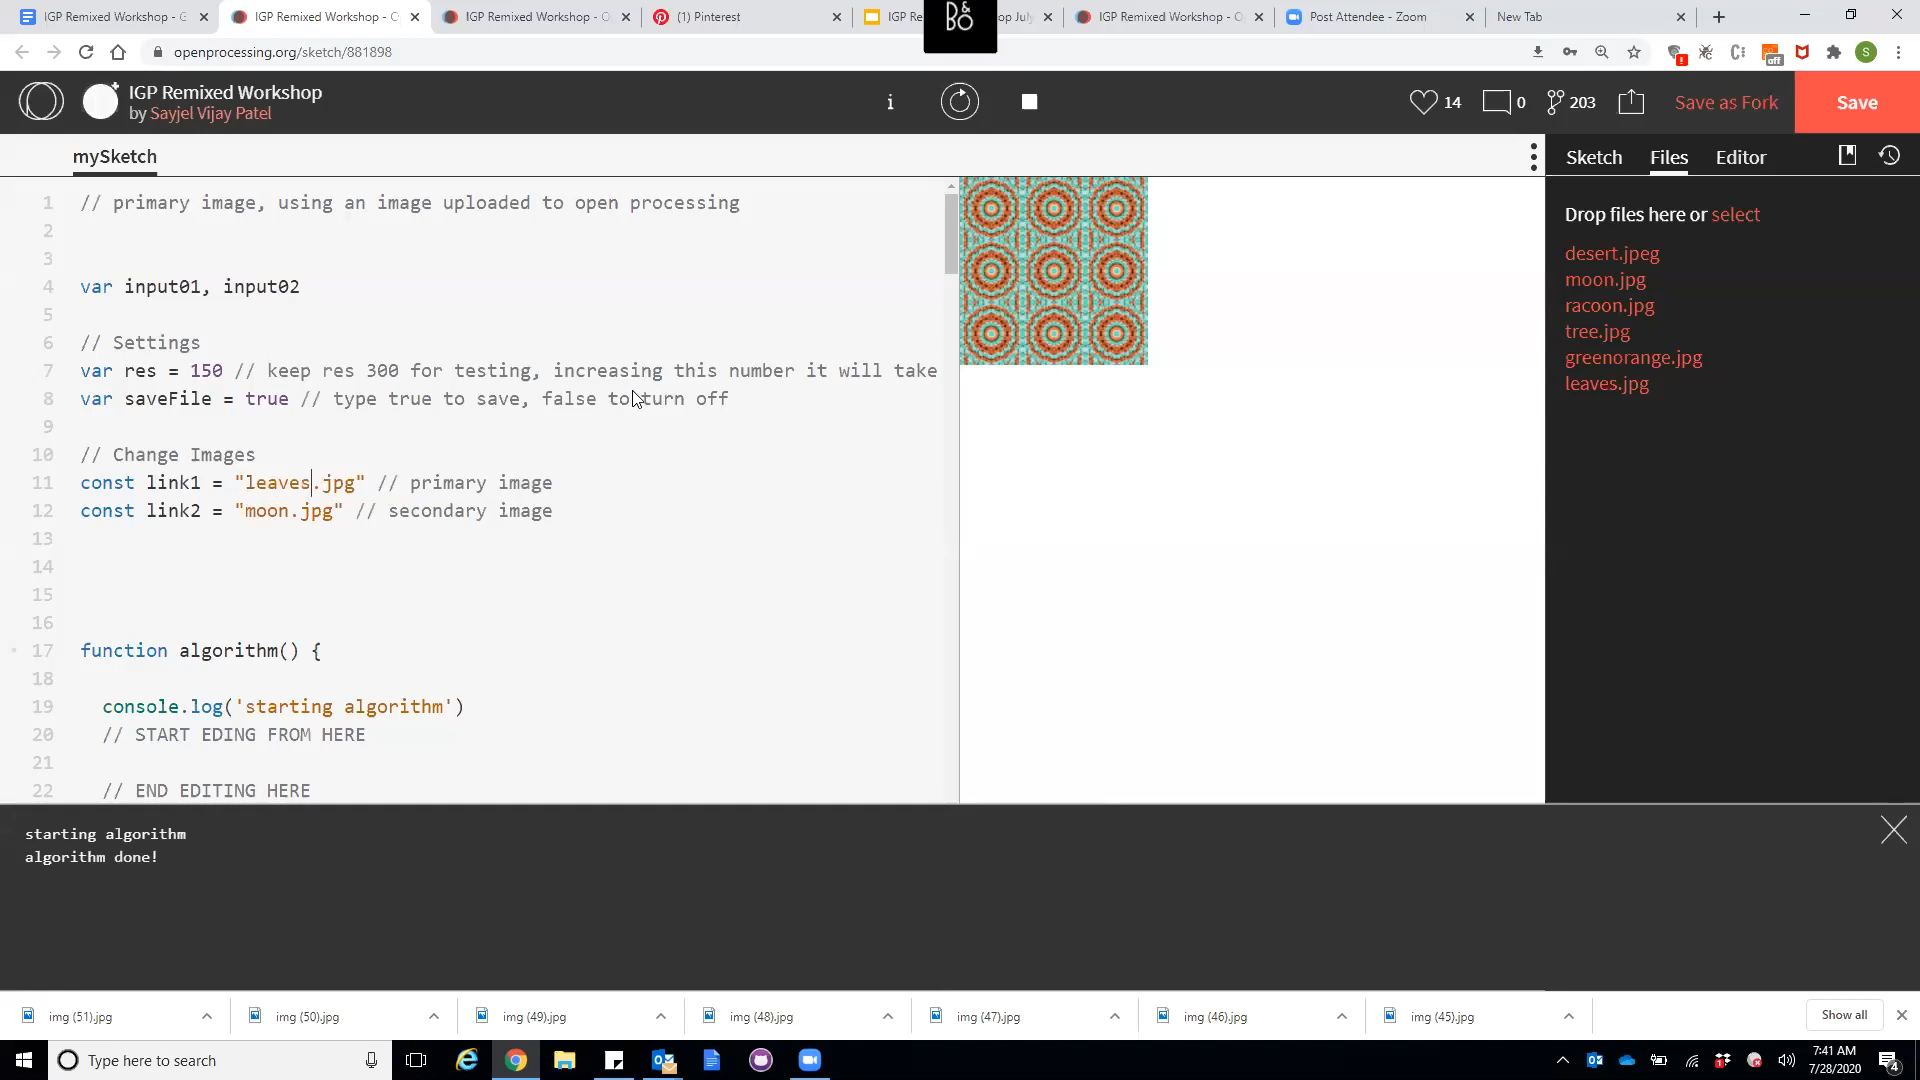 IGP Remixed Workshop - G
IGP Remixed Workshop - O
IGP Remixed Workshop - O
(1) Pinterest
IGP Re
op July
IGP Remixed Workshop - O
Post Attendee - Zoom
New Tab
B&O
openprocessing.org/sketch/881898
off
S
IGP Remixed Workshop
by Sayjel Vijay Patel
i
14
0
203
Save as Fork
Save
mySketch
Sketch
Files
Editor
1 // primary image, using an image uploaded to open processing
2
3
4 var input01, input02
5
6 // Settings
7 var res = 150 // keep res 300 for testing, increasing this number it will take
8 var saveFile = true // type true to save, false to turn off
9
10 // Change Images
11 const link1 = "leaves.jpg" // primary image
12 const link2 = "moon.jpg" // secondary image
13
14
15
16
17 function algorithm() {
18
19 console.log('starting algorithm')
20 // START EDING FROM HERE
21
22 // END EDITING HERE
Drop files here or select
desert.jpeg
moon.jpg
racoon.jpg
tree.jpg
greenorange.jpg
leaves.jpg
starting algorithm
algorithm done!
img (51).jpg
img (50).jpg
img (49).jpg
img (48).jpg
img (47).jpg
img (46).jpg
img (45).jpg
Show all
Type here to search
7:41 AM
7/28/2020
4